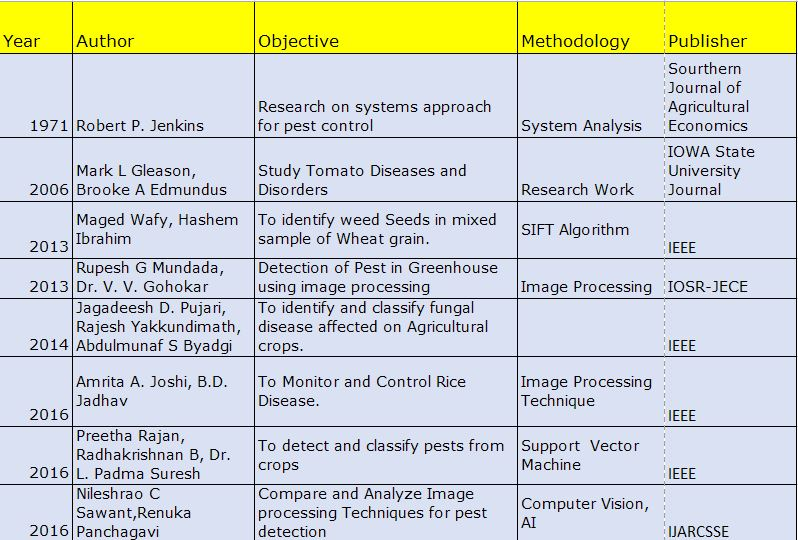 Year Author Objective Methodology Publisher
1971 Robert P. Jenkins Research on systems approach for pest control System Analysis Sourthern Journal of Agricultural Economics
2006 Mark L Gleason, Brooke A Edmundus Study Tomato Diseases and Disorders Research Work IOWA State University Journal
2013 Maged Wafy, Hashem Ibrahim To identify weed Seeds in mixed sample of Wheat grain. SIFT Algorithm IEEE
2013 Rupesh G Mundada, Dr. V. V. Gohokar Detection of Pest in Greenhouse using image processing Image Processing IOSR-JECE
2014 Jagadeesh D. Pujari, Rajesh Yakkundimath, Abdulmunaf S Byadgi To identify and classify fungal disease affected on Agricultural crops. IEEE
2016 Amrita A. Joshi, B.D. Jadhav To Monitor and Control Rice Disease. Image Processing Technique IEEE
2016 Preetha Rajan, Radhakrishnan B, Dr. L. Padma Suresh To detect and classify pests from crops Support Vector Machine IEEE
2016 Nileshrao C Sawant,Renuka Panchagavi Compare and Analyze Image processing Techniques for pest detection Computer Vision, AI IJARCSSE